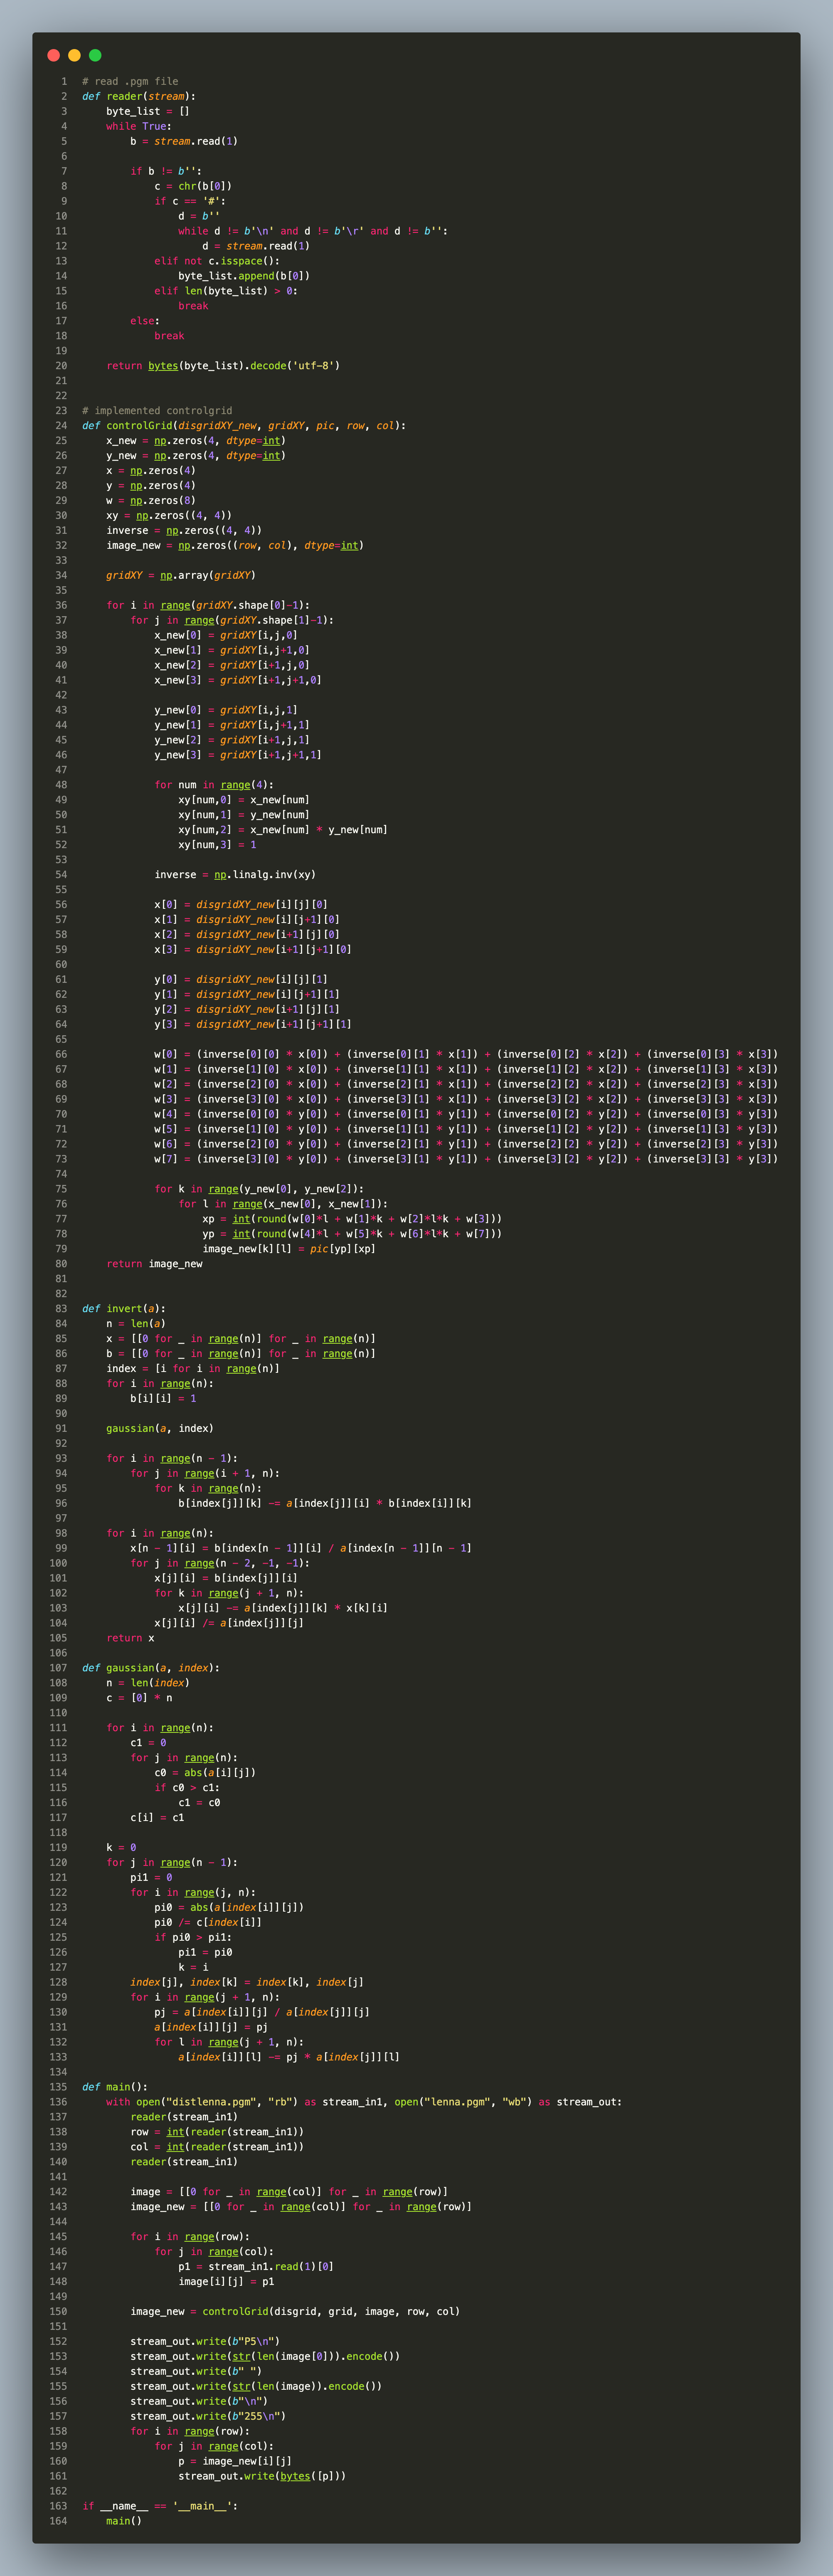 1 # read .pgm file
2 def reader(stream):
3     byte_list = []
4     while True:
5         b = stream.read(1)
6
7         if b != b'':
8             c = chr(b[0])
9             if c == '#':
10                 d = b''
11                 while d != b'\n' and d != b'\r' and d != b'':
12                     d = stream.read(1)
13             elif not c.isspace():
14                 byte_list.append(b[0])
15             elif len(byte_list) > 0:
16                 break
17         else:
18             break
19
20     return bytes(byte_list).decode('utf-8')
21
22
23 # implemented controlgrid
24 def controlGrid(disgridXY_new, gridXY, pic, row, col):
25     x_new = np.zeros(4, dtype=int)
26     y_new = np.zeros(4, dtype=int)
27     x = np.zeros(4)
28     y = np.zeros(4)
29     w = np.zeros(8)
30     xy = np.zeros((4, 4))
31     inverse = np.zeros((4, 4))
32     image_new = np.zeros((row, col), dtype=int)
33
34     gridXY = np.array(gridXY)
35
36     for i in range(gridXY.shape[0]-1):
37         for j in range(gridXY.shape[1]-1):
38             x_new[0] = gridXY[i,j,0]
39             x_new[1] = gridXY[i,j+1,0]
40             x_new[2] = gridXY[i+1,j,0]
41             x_new[3] = gridXY[i+1,j+1,0]
42
43             y_new[0] = gridXY[i,j,1]
44             y_new[1] = gridXY[i,j+1,1]
45             y_new[2] = gridXY[i+1,j,1]
46             y_new[3] = gridXY[i+1,j+1,1]
47
48             for num in range(4):
49                 xy[num,0] = x_new[num]
50                 xy[num,1] = y_new[num]
51                 xy[num,2] = x_new[num] * y_new[num]
52                 xy[num,3] = 1
53
54             inverse = np.linalg.inv(xy)
55
56             x[0] = disgridXY_new[i][j][0]
57             x[1] = disgridXY_new[i][j+1][0]
58             x[2] = disgridXY_new[i+1][j][0]
59             x[3] = disgridXY_new[i+1][j+1][0]
60
61             y[0] = disgridXY_new[i][j][1]
62             y[1] = disgridXY_new[i][j+1][1]
63             y[2] = disgridXY_new[i+1][j][1]
64             y[3] = disgridXY_new[i+1][j+1][1]
65
66             w[0] = (inverse[0][0] * x[0]) + (inverse[0][1] * x[1]) + (inverse[0][2] * x[2]) + (inverse[0][3] * x[3])
67             w[1] = (inverse[1][0] * x[0]) + (inverse[1][1] * x[1]) + (inverse[1][2] * x[2]) + (inverse[1][3] * x[3])
68             w[2] = (inverse[2][0] * x[0]) + (inverse[2][1] * x[1]) + (inverse[2][2] * x[2]) + (inverse[2][3] * x[3])
69             w[3] = (inverse[3][0] * x[0]) + (inverse[3][1] * x[1]) + (inverse[3][2] * x[2]) + (inverse[3][3] * x[3])
70             w[4] = (inverse[0][0] * y[0]) + (inverse[0][1] * y[1]) + (inverse[0][2] * y[2]) + (inverse[0][3] * y[3])
71             w[5] = (inverse[1][0] * y[0]) + (inverse[1][1] * y[1]) + (inverse[1][2] * y[2]) + (inverse[1][3] * y[3])
72             w[6] = (inverse[2][0] * y[0]) + (inverse[2][1] * y[1]) + (inverse[2][2] * y[2]) + (inverse[2][3] * y[3])
73             w[7] = (inverse[3][0] * y[0]) + (inverse[3][1] * y[1]) + (inverse[3][2] * y[2]) + (inverse[3][3] * y[3])
74
75             for k in range(y_new[0], y_new[2]):
76                 for l in range(x_new[0], x_new[1]):
77                     xp = int(round(w[0]*l + w[1]*k + w[2]*l*k + w[3]))
78                     yp = int(round(w[4]*l + w[5]*k + w[6]*l*k + w[7]))
79                     image_new[k][l] = pic[yp][xp]
80     return image_new
81
82
83 def invert(a):
84     n = len(a)
85     x = [[0 for _ in range(n)] for _ in range(n)]
86     b = [[0 for _ in range(n)] for _ in range(n)]
87     index = [i for i in range(n)]
88     for i in range(n):
89         b[i][i] = 1
90
91     gaussian(a, index)
92
93     for i in range(n - 1):
94         for j in range(i + 1, n):
95             for k in range(n):
96                 b[index[j]][k] -= a[index[j]][i] * b[index[i]][k]
97
98     for i in range(n):
99         x[n - 1][i] = b[index[n - 1]][i] / a[index[n - 1]][n - 1]
100         for j in range(n - 2, -1, -1):
101             x[j][i] = b[index[j]][i]
102             for k in range(j + 1, n):
103                 x[j][i] -= a[index[j]][k] * x[k][i]
104             x[j][i] /= a[index[j]][j]
105     return x
106
107 def gaussian(a, index):
108     n = len(index)
109     c = [0] * n
110
111     for i in range(n):
112         c1 = 0
113         for j in range(n):
114             c0 = abs(a[i][j])
115             if c0 > c1:
116                 c1 = c0
117         c[i] = c1
118
119     k = 0
120     for j in range(n - 1):
121         pi1 = 0
122         for i in range(j, n):
123             pi0 = abs(a[index[i]][j])
124             pi0 /= c[index[i]]
125             if pi0 > pi1:
126                 pi1 = pi0
127                 k = i
128         index[j], index[k] = index[k], index[j]
129         for i in range(j + 1, n):
130             pj = a[index[i]][j] / a[index[j]][j]
131             a[index[i]][j] = pj
132             for l in range(j + 1, n):
133                 a[index[i]][l] -= pj * a[index[j]][l]
134
135 def main():
136     with open("distlenna.pgm", "rb") as stream_in1, open("lenna.pgm", "wb") as stream_out:
137         reader(stream_in1)
138         row = int(reader(stream_in1))
139         col = int(reader(stream_in1))
140         reader(stream_in1)
141
142         image = [[0 for _ in range(col)] for _ in range(row)]
143         image_new = [[0 for _ in range(col)] for _ in range(row)]
144
145         for i in range(row):
146             for j in range(col):
147                 p1 = stream_in1.read(1)[0]
148                 image[i][j] = p1
149
150         image_new = controlGrid(disgrid, grid, image, row, col)
151
152         stream_out.write(b"P5\n")
153         stream_out.write(str(len(image[0])).encode())
154         stream_out.write(b" ")
155         stream_out.write(str(len(image)).encode())
156         stream_out.write(b"\n")
157         stream_out.write(b"255\n")
158         for i in range(row):
159             for j in range(col):
160                 p = image_new[i][j]
161                 stream_out.write(bytes([p]))
162
163 if __name__ == '__main__':
164     main()